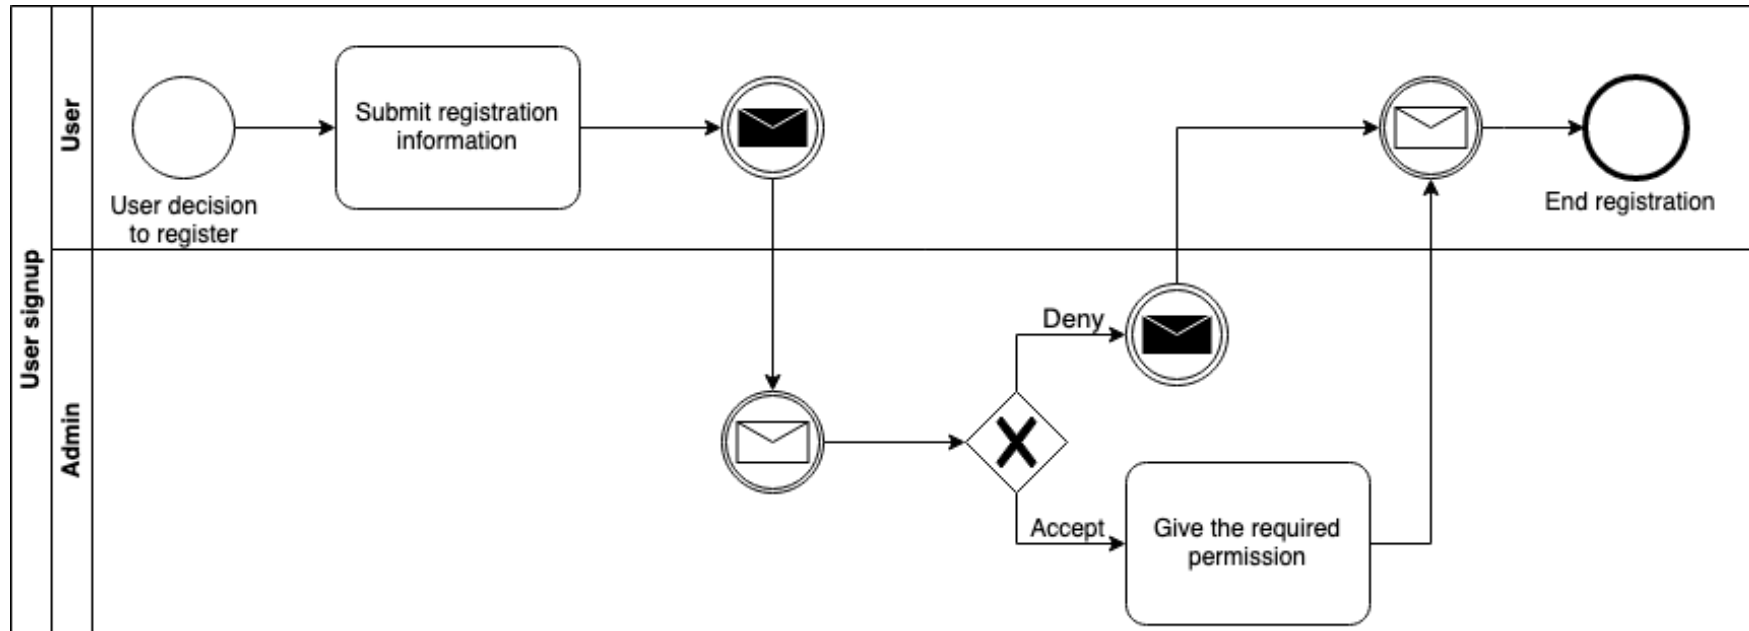 User signup
User
User decision
to register
Submit registration
information
End registration
Admin
Deny
Accept
Give the required
permission